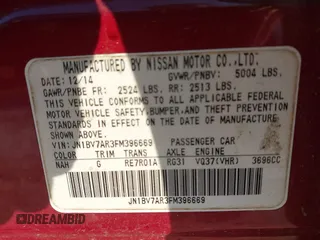 MANUFACTURED BY NISSAN MOTOR CO.,LTD.
DATE: 12/14 GVWR/PNBV: 5004 LBS.
GAWR/PNBE FR: 2524 LBS. RR: 2513 LBS.
THIS VEHICLE CONFORMS TO ALL APPLICABLE FEDERAL
MOTOR VEHICLE SAFETY,BUMPER,AND THEFT PREVENTION
STANDARDS IN EFFECT ON THE DATE OF MANUFACTURE
SHOWN ABOVE.
VIN:JN1BV7AR3FM396669 PASSENGER CAR
COLOR TRIM TRANS AXLE ENGINE
NAH G RE7R01A RG31 VQ37(VHR) 3696CC
JN1BV7AR3FM396669
DREAMBID